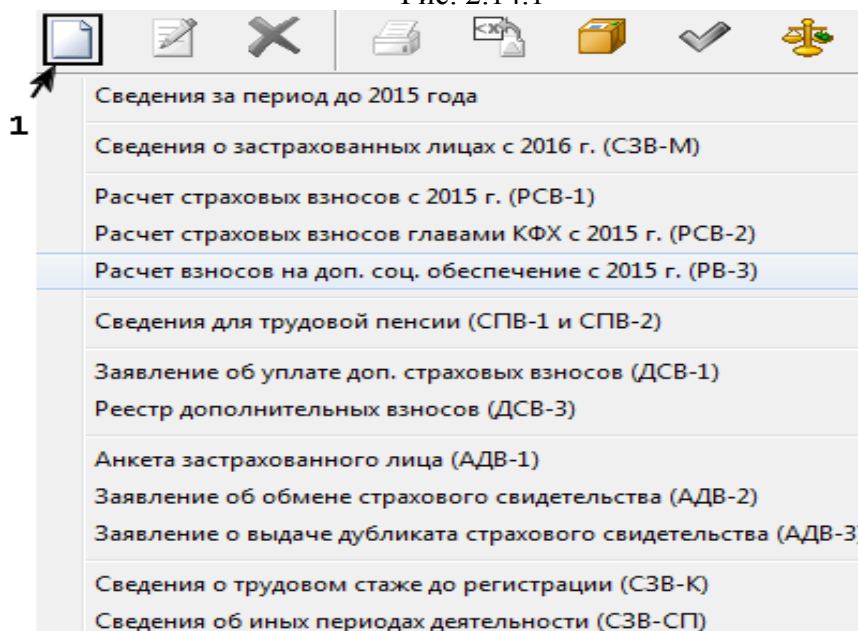 Рис. 2.14.1
<x>
1
Сведения за период до 2015 года
Сведения о застрахованных лицах с 2016 г. (СЗВ-М)
Расчет страховых взносов с 2015 г. (РСВ-1)
Расчет страховых взносов главами КФХ с 2015 г. (РСВ-2)
Расчет взносов на доп. соц. обеспечение с 2015 г. (РВ-3)
Сведения для трудовой пенсии (СПВ-1 и СПВ-2)
Заявление об уплате доп. страховых взносов (ДСВ-1)
Реестр дополнительных взносов (ДСВ-3)
Анкета застрахованного лица (АДВ-1)
Заявление об обмене страхового свидетельства (АДВ-2)
Заявление о выдаче дубликата страхового свидетельства (АДВ-3)
Сведения о трудовом стаже до регистрации (СЗВ-К)
Сведения об иных периодах деятельности (СЗВ-СП)